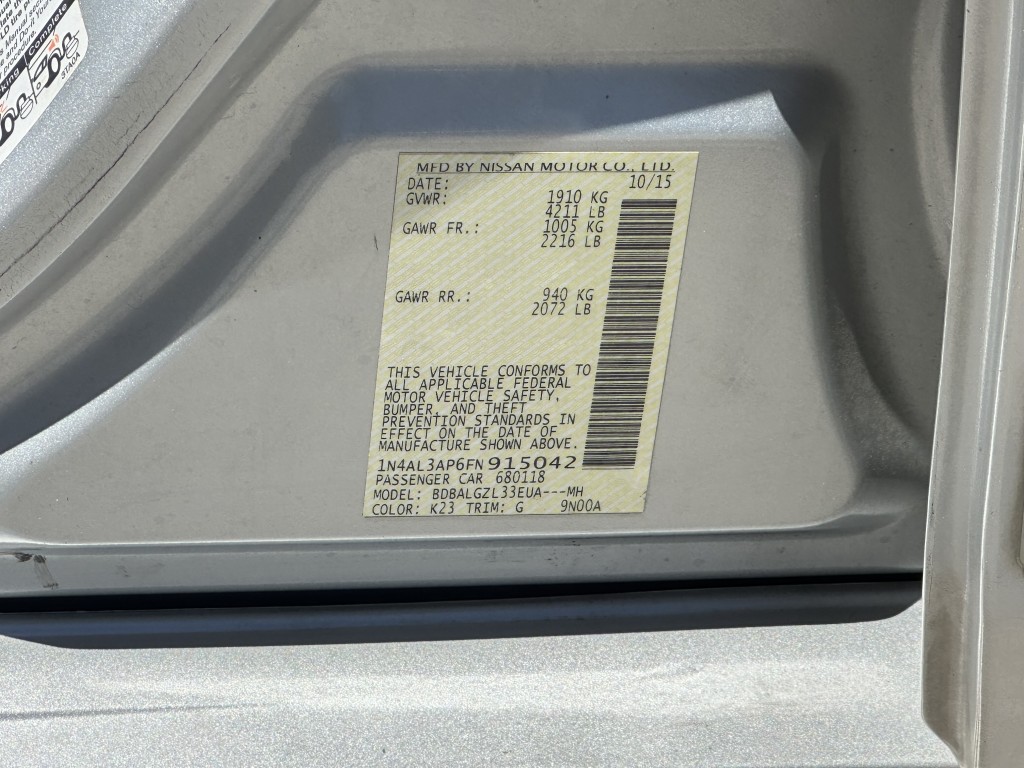 Complete
31A0A
MFD BY NISSAN MOTOR CO., LTD.
DATE: 10/15
GVWR: 1910 KG
4211 LB
GAWR FR.: 1005 KG
2216 LB
GAWR RR.: 940 KG
2072 LB
THIS VEHICLE CONFORMS TO
ALL APPLICABLE FEDERAL
MOTOR VEHICLE SAFETY,
BUMPER, AND THEFT
PREVENTION STANDARDS IN
EFFECT ON THE DATE OF
MANUFACTURE SHOWN ABOVE.
1N4AL3AP6FN915042
PASSENGER CAR 680118
MODEL: BDBALGZL33EUA---MH
COLOR: K23 TRIM: G 9N00A